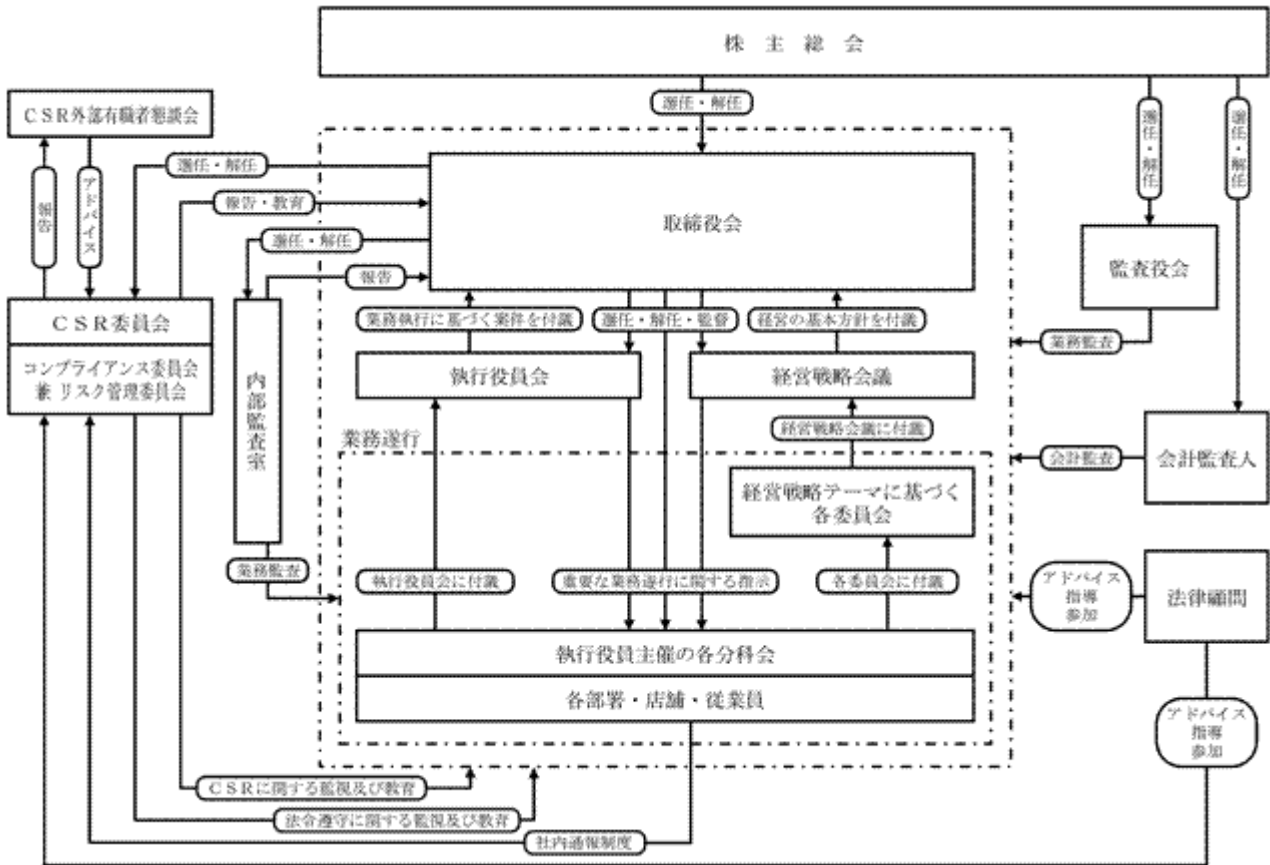 株主総会
選任・解任
選任・解任
選任・解任
CSR外部有識者懇談会
報告
アドバイス
選任・解任
報告・教育
選任・解任
報告
取締役会
監査役会
業務監査
CSR委員会
コンプライアンス委員会
兼 リスク管理委員会
内部監査室
業務執行に基づく案件を付議
選任・解任・監督
経営の基本方針を付議
執行役員会
経営戦略会議
経営戦略会議に付議
業務遂行
経営戦略テーマに基づく
各委員会
会計監査
会計監査人
業務監査
執行役員会に付議
重要な業務遂行に関する指示
各委員会に付議
アドバイス
指導
参加
法律顧問
執行役員主催の各分科会
各部署・店舗・従業員
アドバイス
指導
参加
CSRに関する監視及び教育
法令遵守に関する監視及び教育
社内通報制度